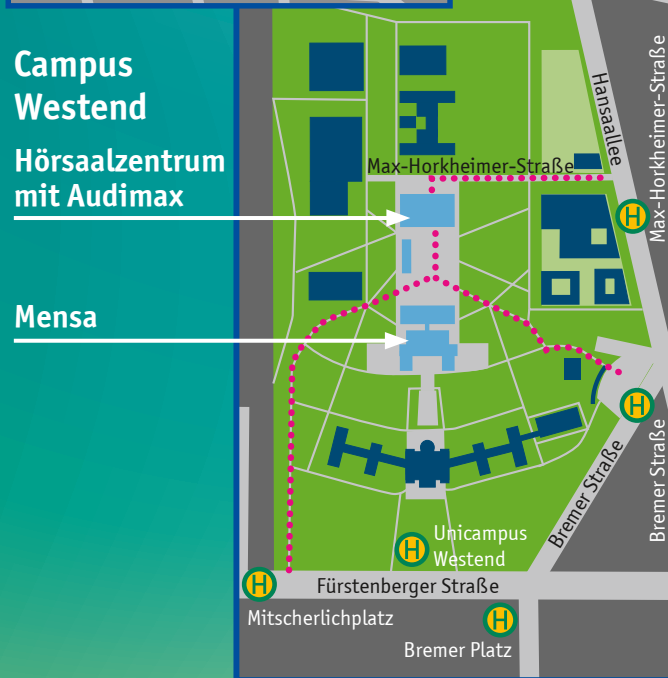 Campus
Westend
Hörsaalzentrum
mit Audimax
Mensa
Max-Horkheimer-Straße
Hansaallee
H
Max-Horkheimer-Straße
H
Bremer Straße
Bremer Straße
H
Unicampus
Westend
H
Fürstenberger Straße
Mitscherlichplatz
H
Bremer Platz